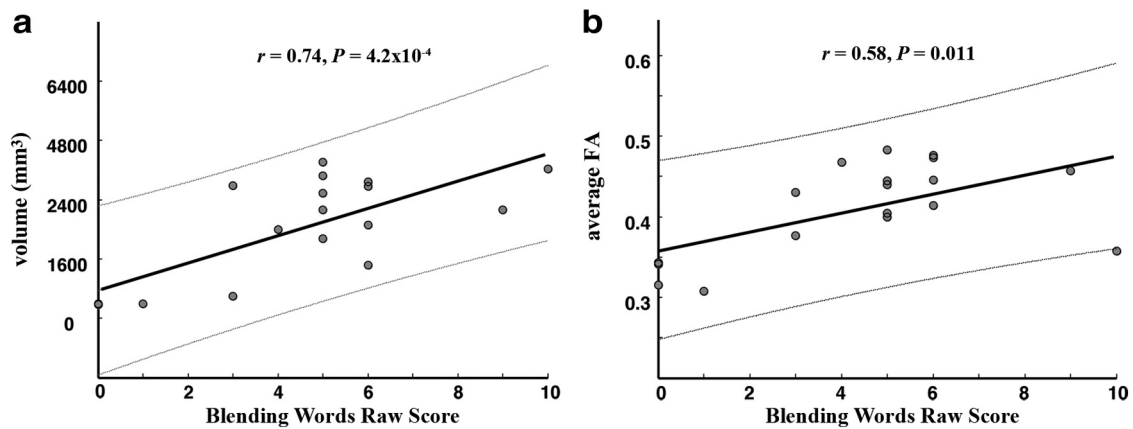 a
r = 0.74, P = 4.2x10-4
volume (mm3)
6400
4800
2400
1600
0
0 2 4 6 8 10
Blending Words Raw Score
b
r = 0.58, P = 0.011
average FA
0.6
0.5
0.4
0.3
0 2 4 6 8 10
Blending Words Raw Score